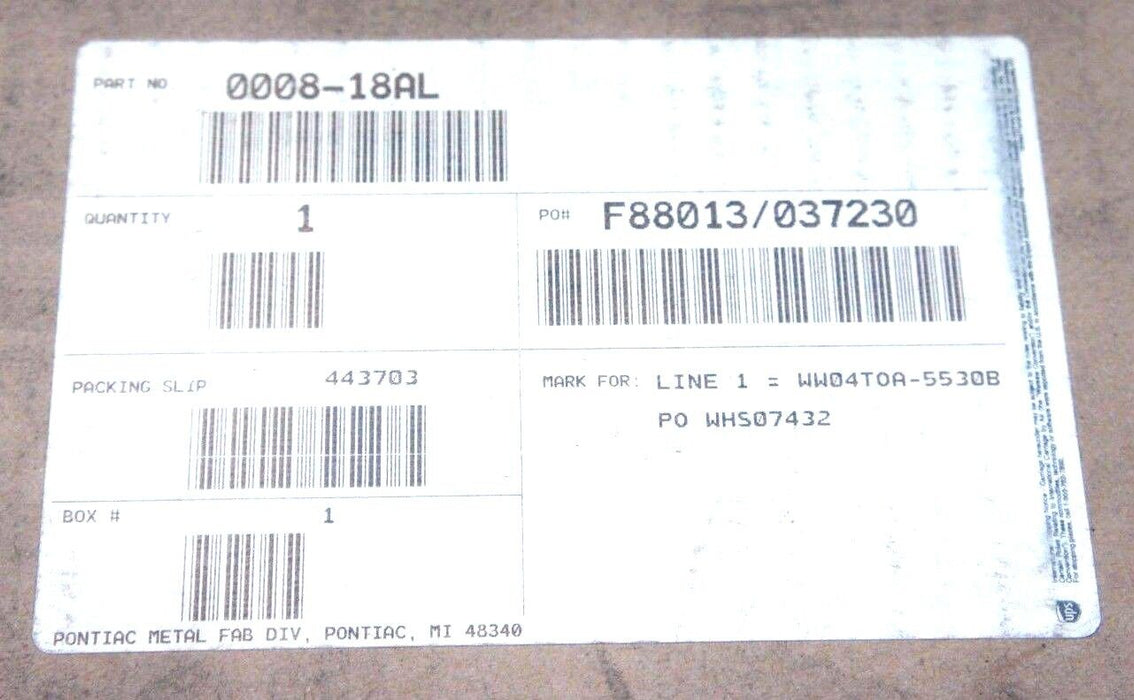 PART NO 0008-18AL
QUANTITY 1
PO# F88013/037230
PACKING SLIP 443703
MARK FOR: LINE 1 = WW04TOA-5530B
PO WHS07432
BOX # 1
PONTIAC METAL FAB DIV, PONTIAC, MI 48340
ups